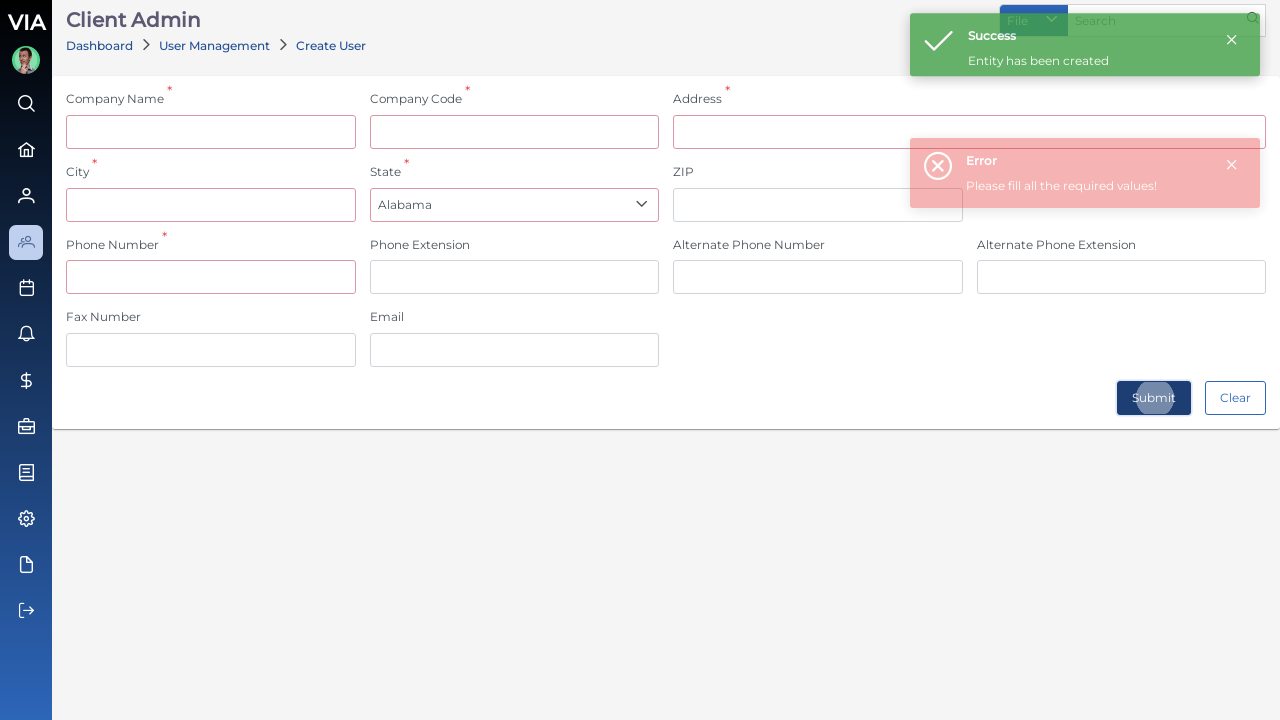 VIA
Client Admin
File
Search
Dashboard
User Management
Create User
Success
Entity has been created
Company Name *
Company Code *
Address *
Error
Please fill all the required values!
City *
State *
ZIP
Alabama
Phone Number *
Phone Extension
Alternate Phone Number
Alternate Phone Extension
Fax Number
Email
Submit
Clear